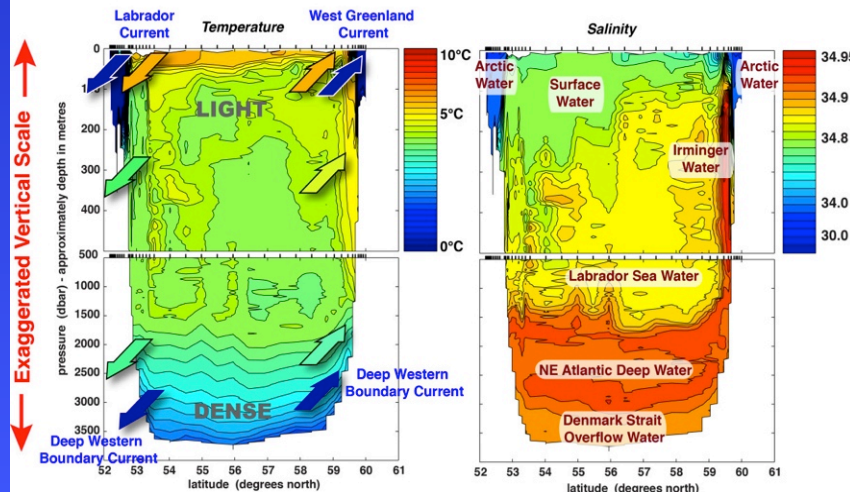 Exaggerated Vertical Scale
Labrador
Current
Temperature
West Greenland
Current
Salinity
pressure (dbar) - approximately depth in metres
0
100
200
300
400
500
1000
1500
2000
2500
3000
3500
LIGHT
DENSE
10°C
5°C
0°C
Deep Western
Boundary Current
Deep Western
Boundary Current
52 53 54 55 56 57 58 59 60 61
latitude (degrees north)
Arctic
Water
Surface
Water
Arctic
Water
Irminger
Water
Labrador Sea Water
NE Atlantic Deep Water
Denmark Strait
Overflow Water
34.95
34.9
34.8
34.0
30.0
52 53 54 55 56 57 58 59 60 61
latitude (degrees north)